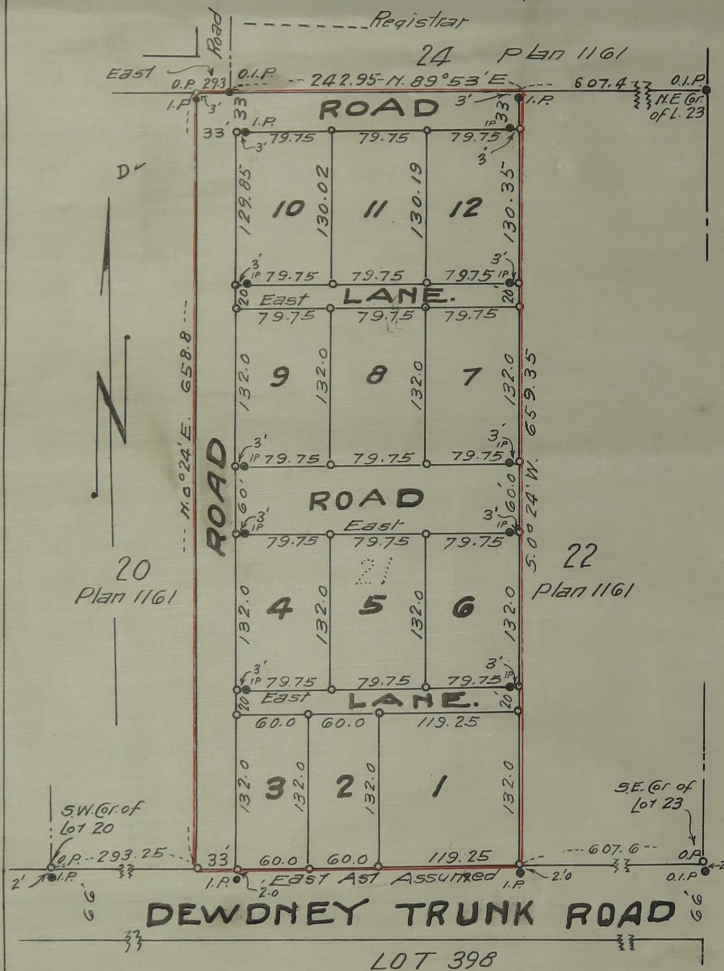 Registrar
Road
24 Plan 1161
East
O.P. 293 O.I.P. 242.95-N. 89°53'E 607.4 O.I.P.
I.P. 3' 33' 3' 33' I.P. N.E Cor. of L. 23
ROAD
33' I.P. IP
3' 79.75 79.75 79.75 3'
D
129.85 130.02 130.19 130.35
10 11 12
3' 3'
IP 79.75 79.75 79.75 IP
20' East LANE. 20'
79.75 79.75 79.75
N. 0°24'E. 658.8
132.0 132.0 132.0 132.0
9 8 7
S. 0°24'W. 659.35
N
3' 3'
IP 79.75 79.75 79.75 IP
ROAD
60' ROAD 60.0'
3' East 3'
IP 79.75 79.75 79.75 IP
20
Plan 1161
21
22
Plan 1161
132.0 132.0 132.0 132.0
4 5 6
3' 3'
IP 79.75 79.75 79.75 IP
20' East LANE. 20'
60.0 60.0 119.25
132.0 132.0 132.0 132.0
3 2 1
S.W. Cor of
Lot 20
S.E. Cor of
Lot 23
O.P. 293.25 33' 60.0 60.0 119.25 607.6 O.P.
2' I.P. I.P. 2.0 East Ast Assumed I.P. 2.0 O.I.P. 2
66' DEWDNEY TRUNK ROAD 66'
LOT 398